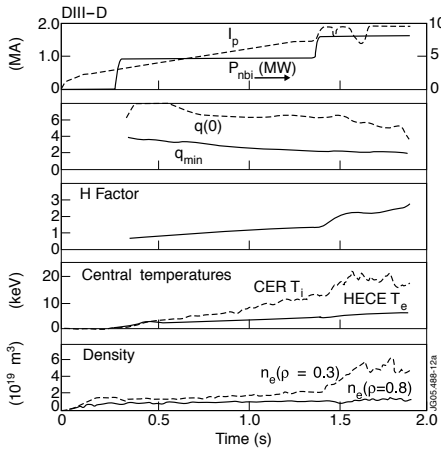 DIII-D
2.0
1.0
0
(MA)
10
5
0
I_p
P_nbi (MW)
6
4
2
0
q(0)
q_min
H Factor
3
2
1
0
Central temperatures
20
10
0
(keV)
CER T_i
HECE T_e
Density
6
4
2
0
(10^19 m^3)
n_e(ρ = 0.3)
n_e(ρ=0.8)
0 0.5 1.0 1.5 2.0
Time (s)
JG05.488-12a